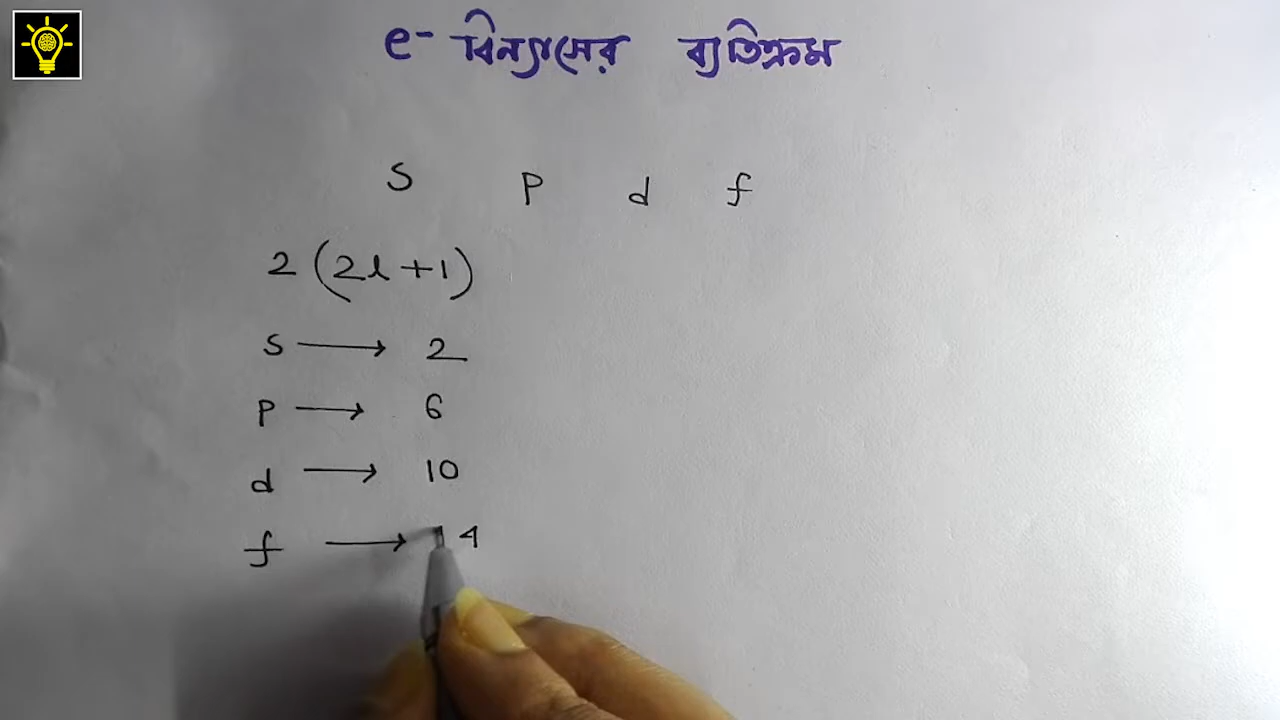 e⁻ বিন্যাসের ব্যতিক্রম
s p d f
2 (2l+1)
s → 2
p → 6
d → 10
f → 14